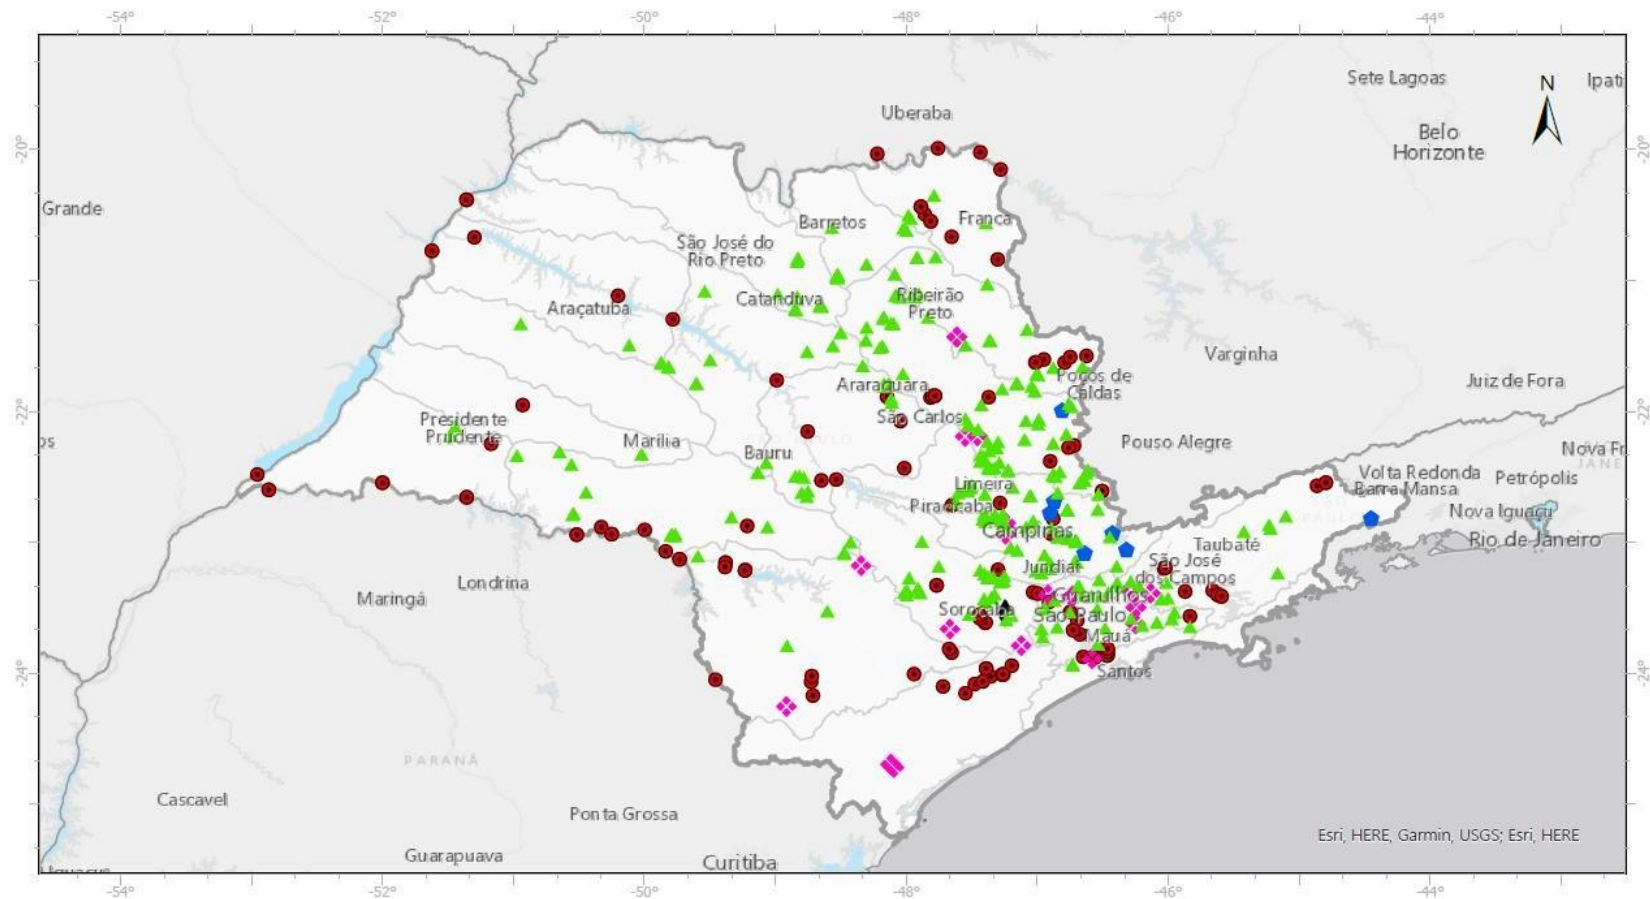 -54°
-52°
-50°
-48°
-46°
-44°
Sete Lagoas
Ipati
N
Uberaba
Belo
Horizonte
-20°
-20°
Grande
Barretos
Franca
São José do
Rio Preto
Catanduva
Ribeirão
Preto
Araçatuba
Varginha
Poços de
Caldas
Juiz de Fora
Araraquara
-22°
-22°
São Carlos
Presidente
Prudente
os
Marília
Bauru
Pouso Alegre
Nova Fr
Volta Redonda
Barra Mansa
Petrópolis
Limeira
Piracicaba
Nova Iguaçu
Campinas
Rio de Janeiro
Taubaté
Jundiaí
São José
dos Campos
Londrina
Maringá
Guarulhos
Sorocaba
São Paulo
Mauá
Santos
-24°
-24°
PARANÁ
Cascavel
Ponta Grossa
Esri, HERE, Garmin, USGS; Esri, HERE
Guarapuava
Curitiba
-54°
-52°
-50°
-48°
-46°
-44°